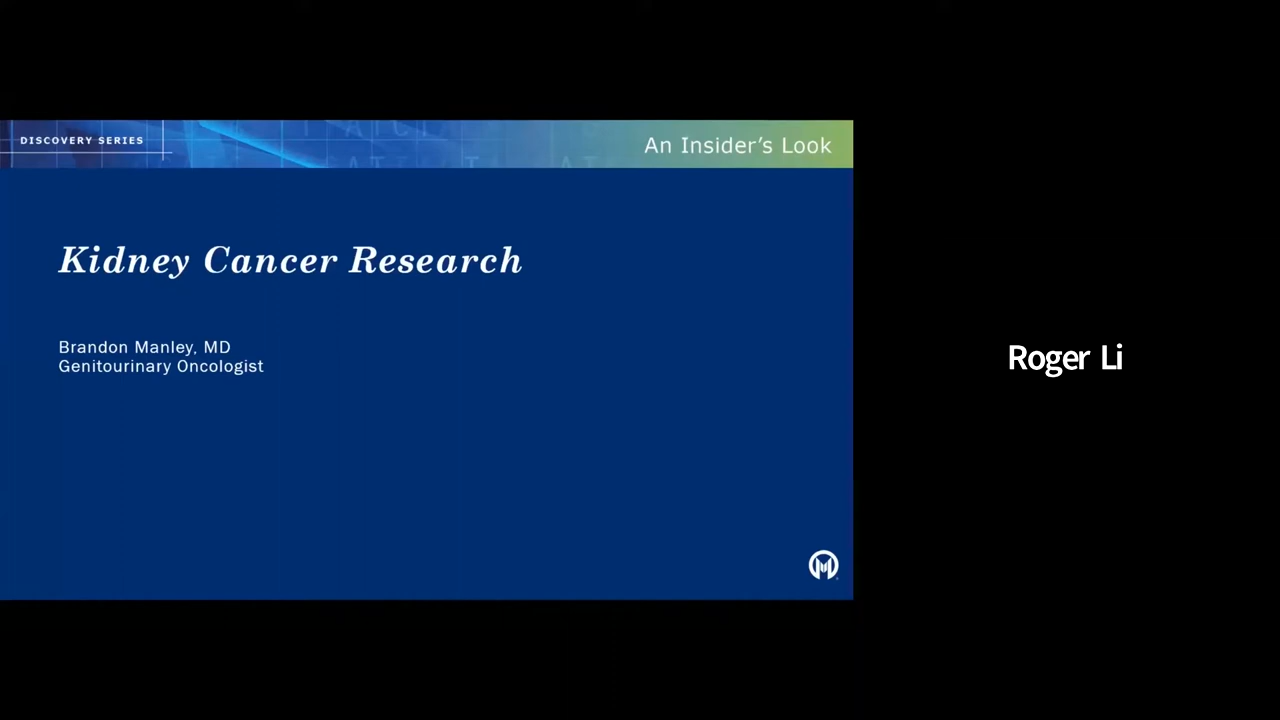 DISCOVERY SERIES
An Insider's Look
Kidney Cancer Research
Brandon Manley, MD
Genitourinary Oncologist
Roger Li